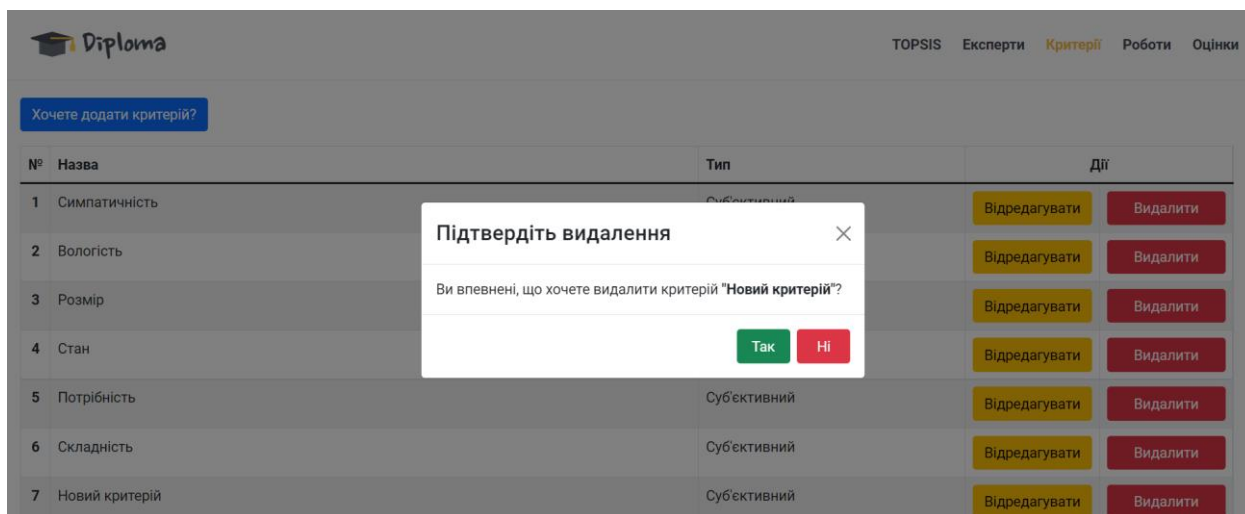 Diploma
TOPSIS Експерти Критерії Роботи Оцінки
Хочете додати критерій?
№ Назва Тип Дії
1 Симпатичність Суб'єктивний Відредагувати Видалити
Підтвердіть видалення
2 Вологість Відредагувати Видалити
Ви впевнені, що хочете видалити критерій "Новий критерій"?
3 Розмір Відредагувати Видалити
Так Ні
4 Стан Відредагувати Видалити
5 Потрібність Суб'єктивний Відредагувати Видалити
6 Складність Суб'єктивний Відредагувати Видалити
7 Новий критерій Суб'єктивний Відредагувати Видалити